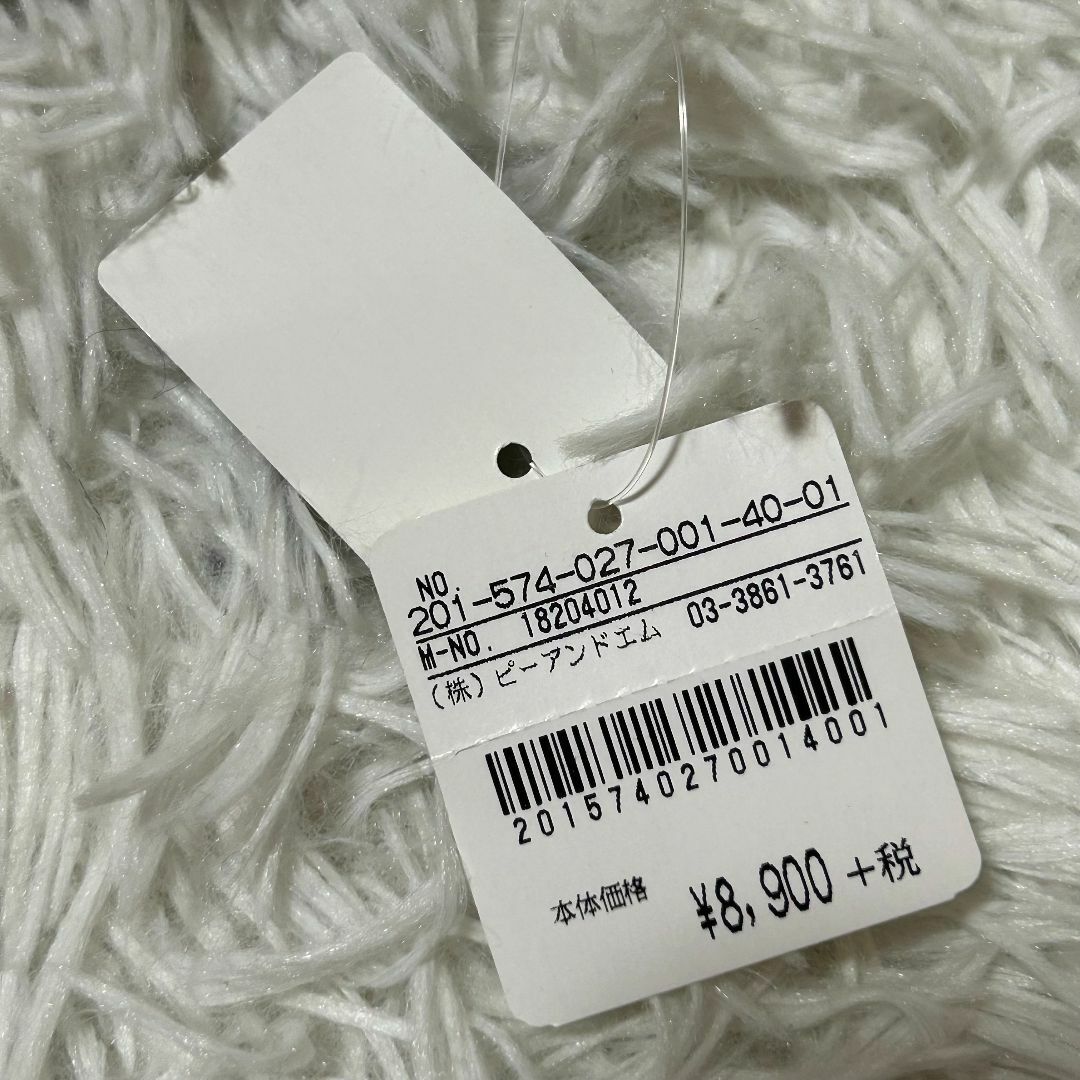 NO.
201-574-027-001-40-01
M-NO. 18204012
(株)ピーアンドエム 03-3861-3761
2015740270014001
本体価格 ¥8,900 +税